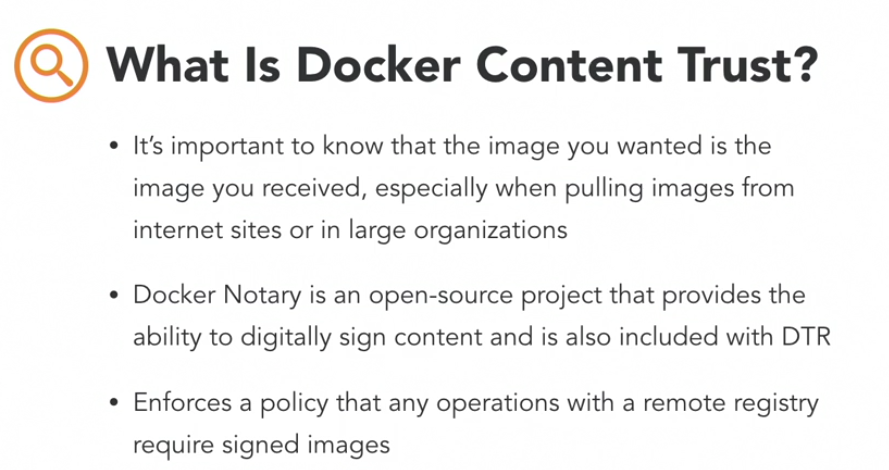 What Is Docker Content Trust?
• It’s important to know that the image you wanted is the
image you received, especially when pulling images from
internet sites or in large organizations
• Docker Notary is an open-source project that provides the
ability to digitally sign content and is also included with DTR
• Enforces a policy that any operations with a remote registry
require signed images